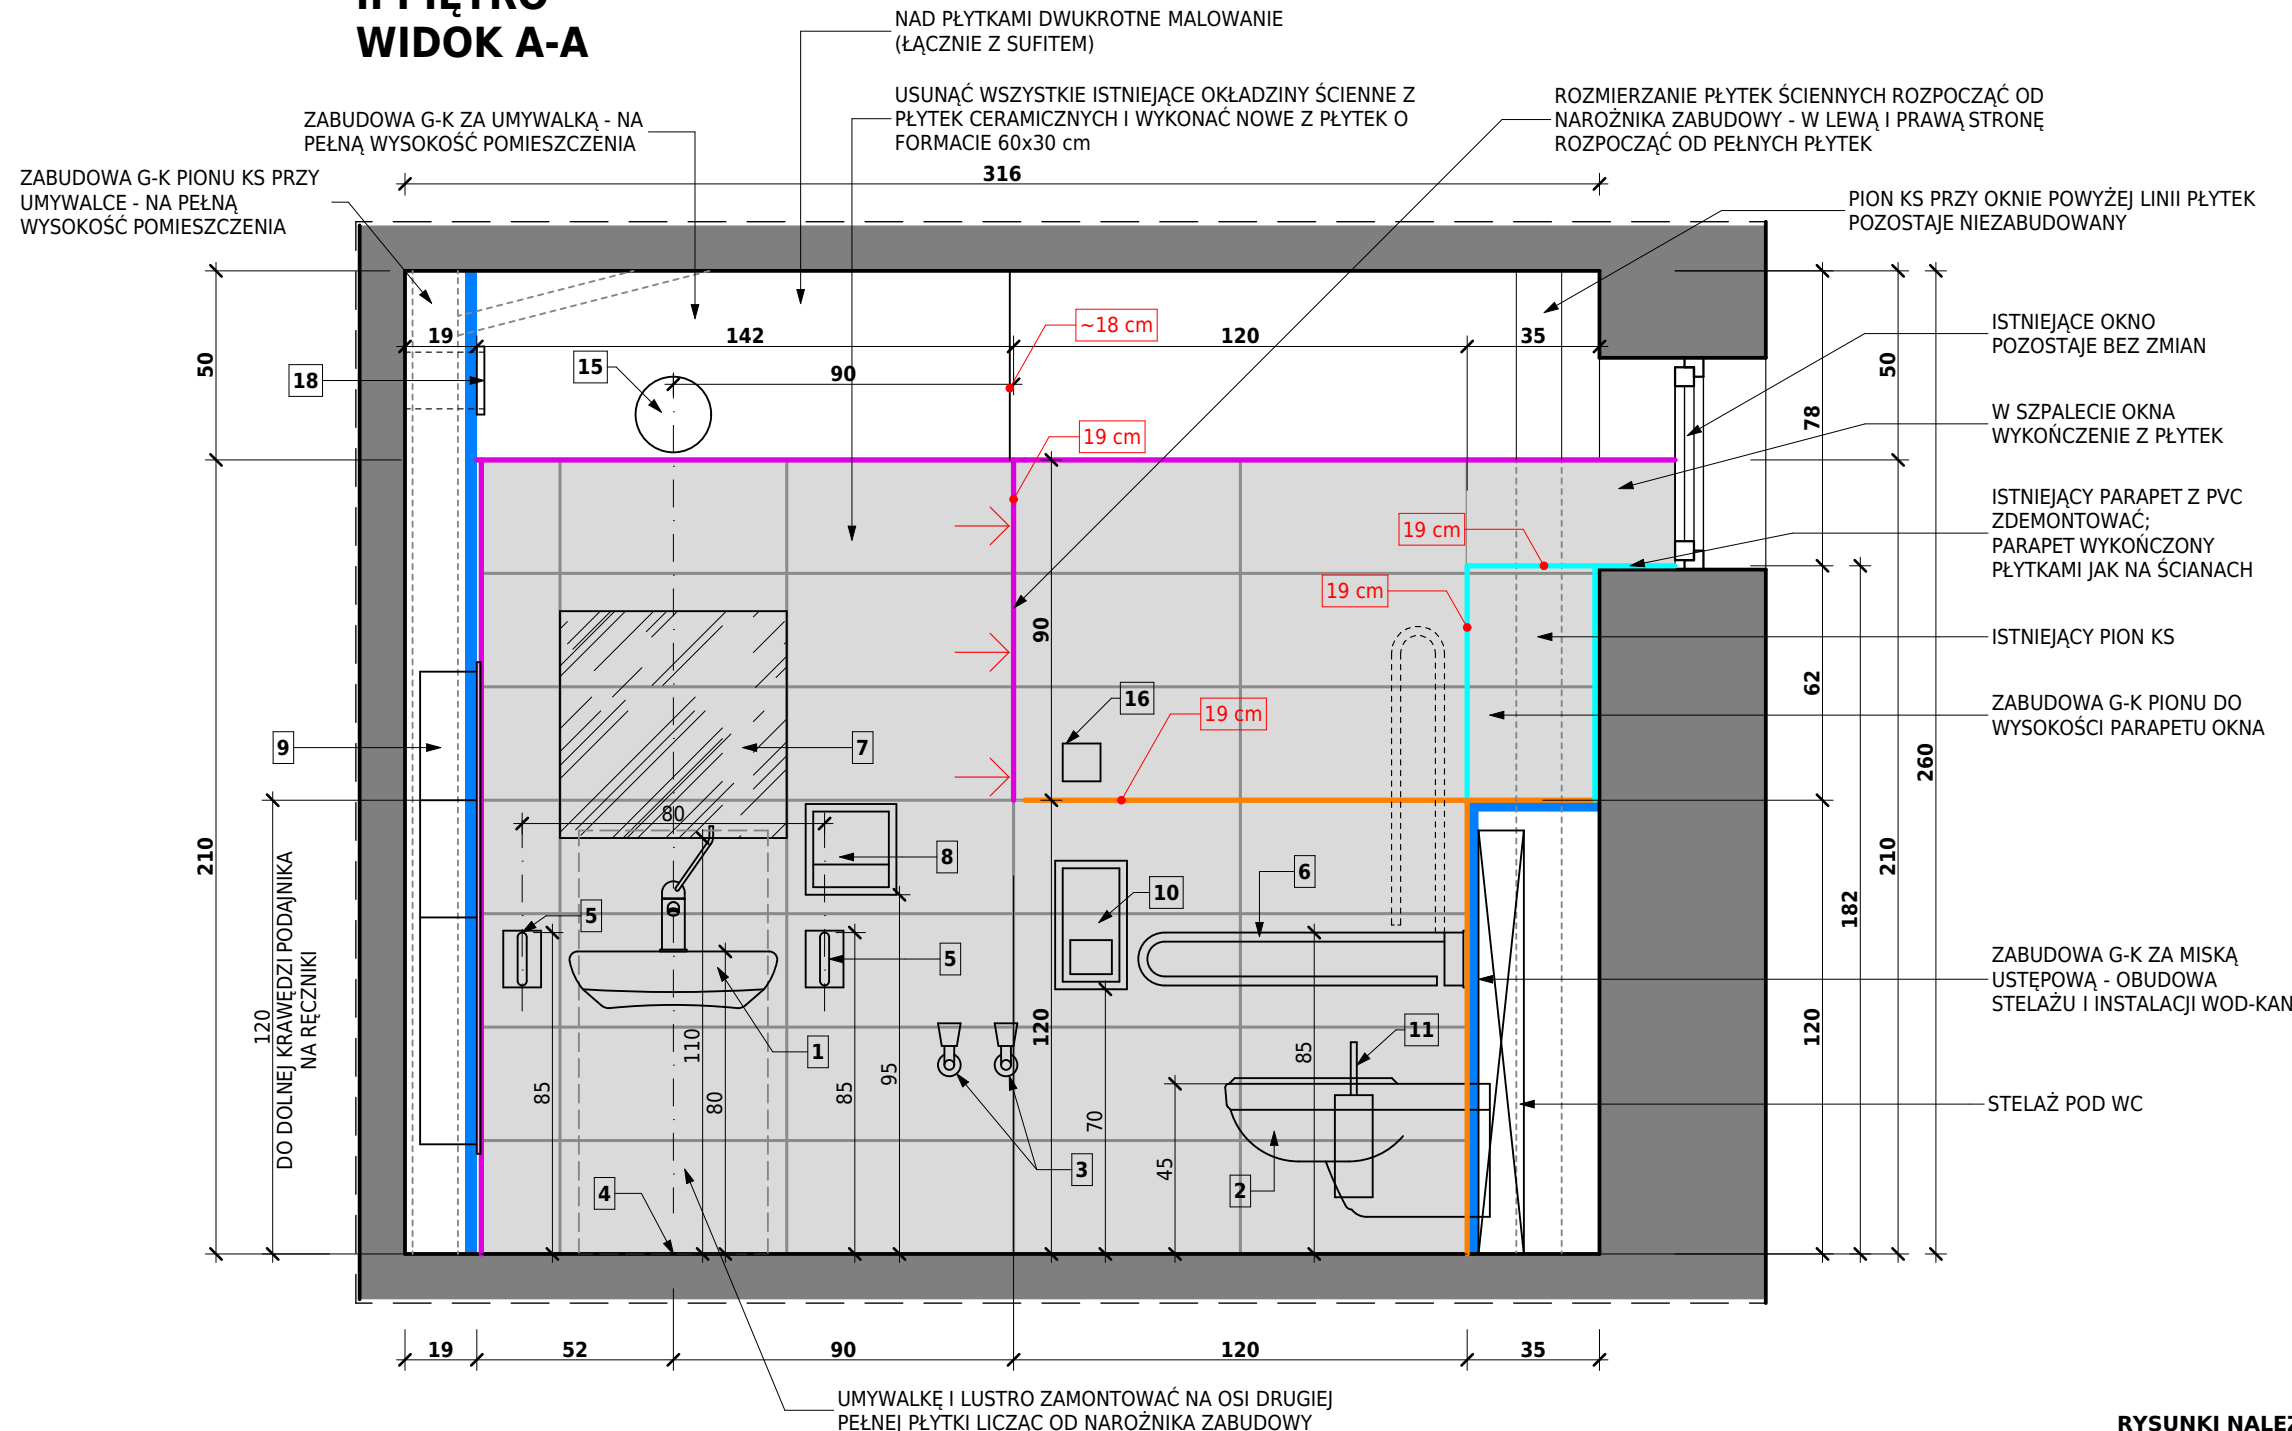 II PIĘTRO
WIDOK A-A
NAD PŁYTKAMI DWUKROTNE MALOWANIE
(ŁĄCZNIE Z SUFITEM)
USUNĄĆ WSZYSTKIE ISTNIEJĄCE OKŁADZINY ŚCIENNE Z
PŁYTEK CERAMICZNYCH I WYKONAĆ NOWE Z PŁYTEK O
FORMACIE 60x30 cm
ROZMIERZANIE PŁYTEK ŚCIENNYCH ROZPOCZĄĆ OD
NAROŻNIKA ZABUDOWY - W LEWĄ I PRAWĄ STRONĘ
ROZPOCZĄĆ OD PEŁNYCH PŁYTEK
ZABUDOWA G-K ZA UMYWALKĄ - NA
PEŁNĄ WYSOKOŚĆ POMIESZCZENIA
ZABUDOWA G-K PIONU KS PRZY
UMYWALCE - NA PEŁNĄ
WYSOKOŚĆ POMIESZCZENIA
316
PION KS PRZY OKNIE POWYŻEJ LINII PŁYTEK
POZOSTAJE NIEZABUDOWANY
19
142
~18 cm
120
35
50
18
15
90
50
78
ISTNIEJĄCE OKNO
POZOSTAJE BEZ ZMIAN
19 cm
W SZPALECIE OKNA
WYKOŃCZENIE Z PŁYTEK
19 cm
ISTNIEJĄCY PARAPET Z PVC
ZDEMONTOWAĆ;
PARAPET WYKOŃCZONY
PŁYTKAMI JAK NA ŚCIANACH
19 cm
90
ISTNIEJĄCY PION KS
16
19 cm
62
ZABUDOWA G-K PIONU DO
WYSOKOŚCI PARAPETU OKNA
9
7
260
80
210
8
6
210
10
182
5
5
120
DO DOLNEJ KRAWĘDZI PODAJNIKA
NA RĘCZNIKI
ZABUDOWA G-K ZA MISKĄ
USTĘPOWĄ - OBUDOWA
STELAŻU I INSTALACJI WOD-KAN
1
110
120
85
11
120
85
80
85
95
70
45
STELAŻ POD WC
3
4
2
19
52
90
120
35
UMYWALKĘ I LUSTRO ZAMONTOWAĆ NA OSI DRUGIEJ
PEŁNEJ PŁYTKI LICZĄC OD NAROŻNIKA ZABUDOWY
RYSUNKI NALEŻ